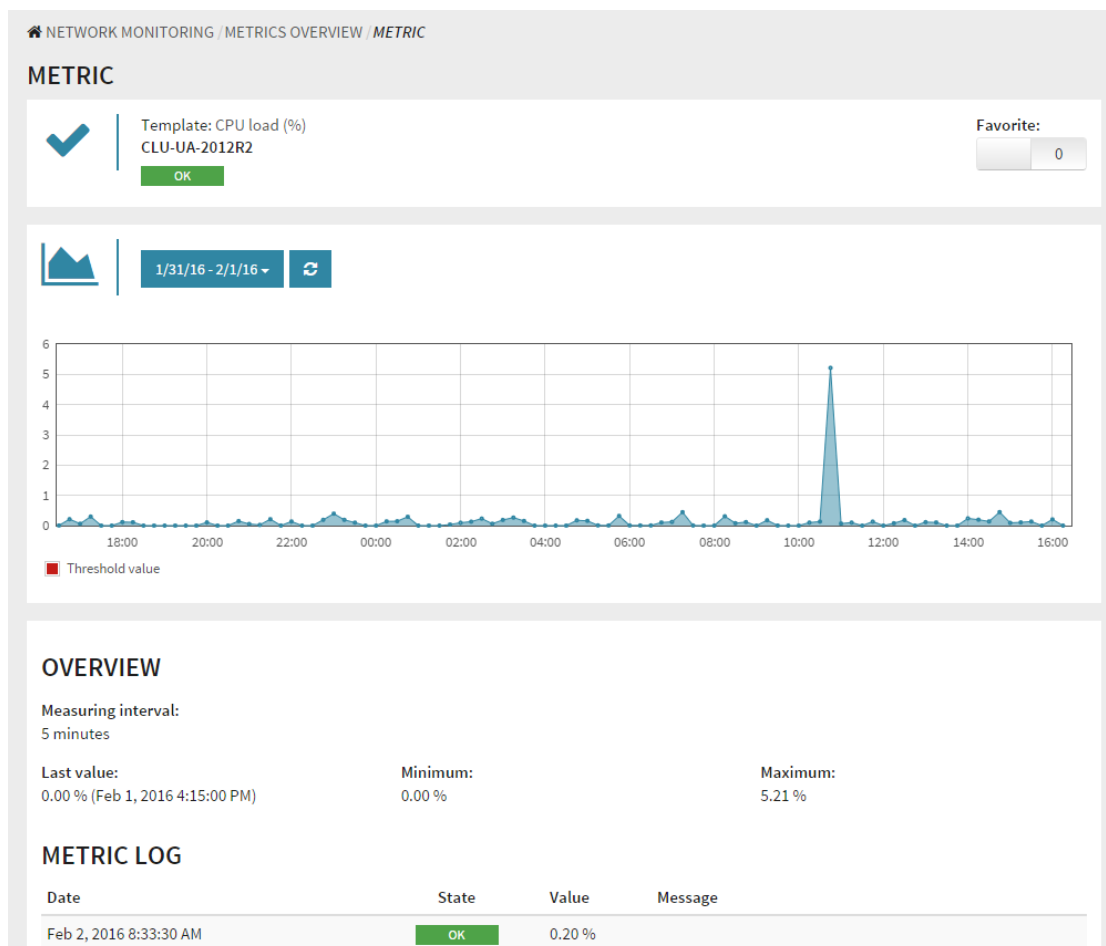 NETWORK MONITORING / METRICS OVERVIEW / METRIC
METRIC
Template: CPU load (%)
CLU-UA-2012R2
OK
Favorite:
0
1/31/16 - 2/1/16
6
5
4
3
2
1
0
18:00 20:00 22:00 00:00 02:00 04:00 06:00 08:00 10:00 12:00 14:00 16:00
Threshold value
OVERVIEW
Measuring interval:
5 minutes
Last value: Minimum: Maximum:
0.00 % (Feb 1, 2016 4:15:00 PM) 0.00 % 5.21 %
METRIC LOG
Date State Value Message
Feb 2, 2016 8:33:30 AM OK 0.20 %